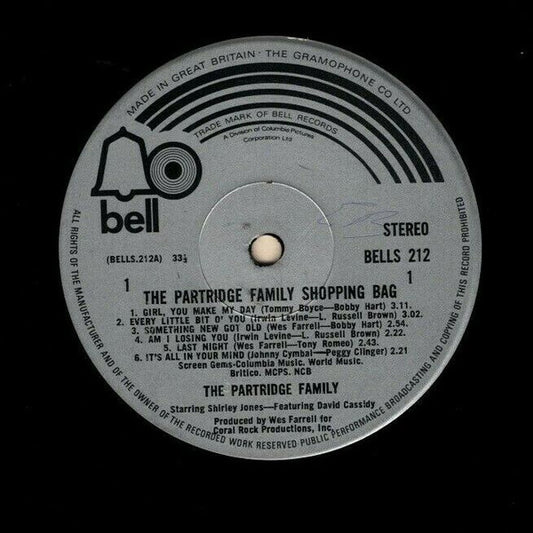 MADE IN GREAT BRITAIN · THE GRAMOPHONE CO LTD
TRADE MARK OF BELL RECORDS
A Division of Columbia Pictures
Corporation Ltd
bell
STEREO
(BELLS.212A) 33⅓
BELLS 212
1 1
THE PARTRIDGE FAMILY SHOPPING BAG
1. GIRL, YOU MAKE MY DAY (Tommy Boyce—Bobby Hart) 3.11.
2. EVERY LITTLE BIT O' YOU (Irwin Levine—L. Russell Brown) 3.02
3. SOMETHING NEW GOT OLD (Wes Farrell—Bobby Hart) 2.54.
4. AM I LOSING YOU (Irwin Levine—L. Russell Brown) 2.22.
5. LAST NIGHT (Wes Farrell—Tony Romeo) 2.43.
6. IT'S ALL IN YOUR MIND (Johnny Cymbal—Peggy Clinger) 2.21
Screen Gems-Columbia Music. World Music.
Britico. MCPS. NCB
THE PARTRIDGE FAMILY
Starring Shirley Jones—Featuring David Cassidy
Produced by Wes Farrell for
Coral Rock Productions, Inc.
ALL RIGHTS OF THE MANUFACTURER AND OF THE OWNER OF THE RECORDED WORK RESERVED PUBLIC PERFORMANCE BROADCASTING AND COPYING OF THIS RECORD PROHIBITED